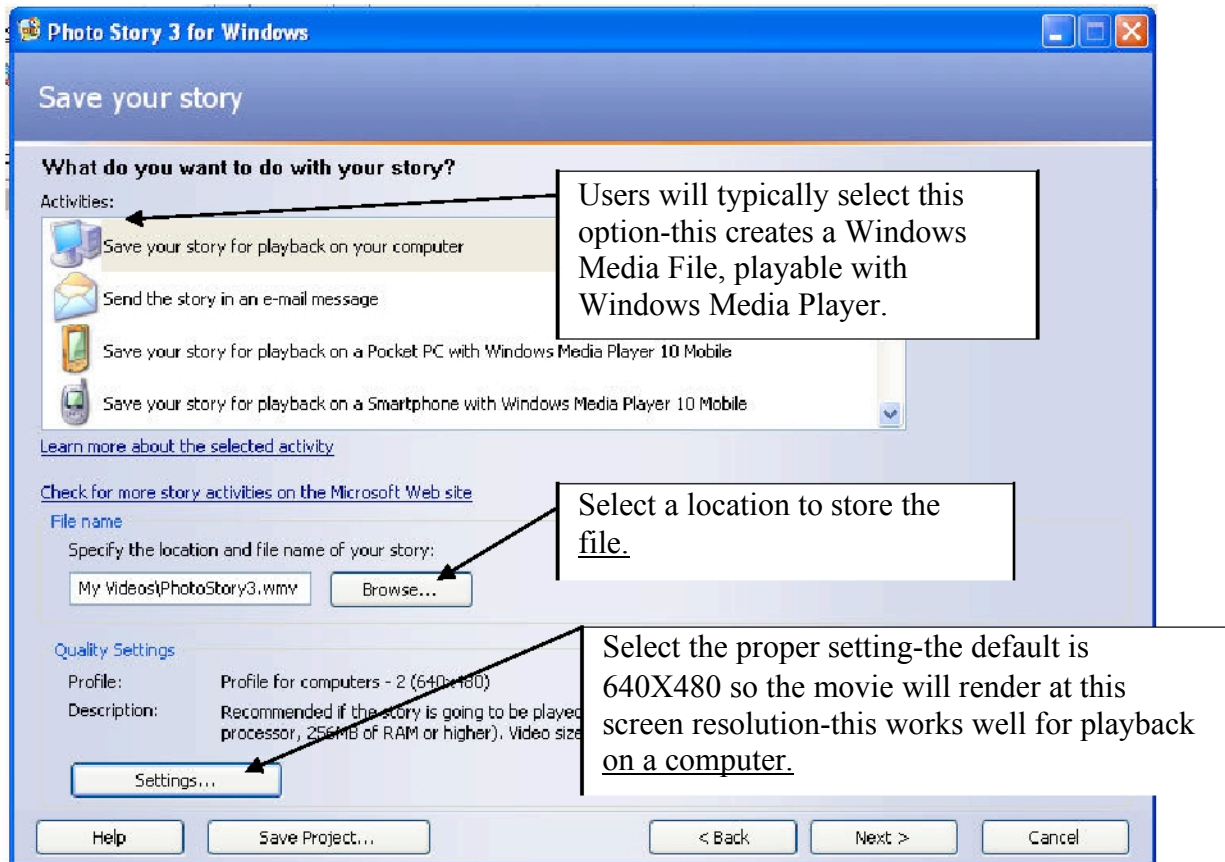 Photo Story 3 for Windows
Save your story
What do you want to do with your story?
Activities:
Users will typically select this
option-this creates a Windows
Media File, playable with
Windows Media Player.
Save your story for playback on your computer
Send the story in an e-mail message
Save your story for playback on a Pocket PC with Windows Media Player 10 Mobile
Save your story for playback on a Smartphone with Windows Media Player 10 Mobile
Learn more about the selected activity
Check for more story activities on the Microsoft Web site
Select a location to store the
file.
File name
Specify the location and file name of your story:
My Videos\PhotoStory3.wmv
Browse...
Select the proper setting-the default is
640X480 so the movie will render at this
screen resolution-this works well for playback
on a computer.
Quality Settings
Profile: Profile for computers - 2 (640x480)
Description: Recommended if the story is going to be played
processor, 256MB of RAM or higher). Video size
Settings...
Help
Save Project...
< Back
Next >
Cancel